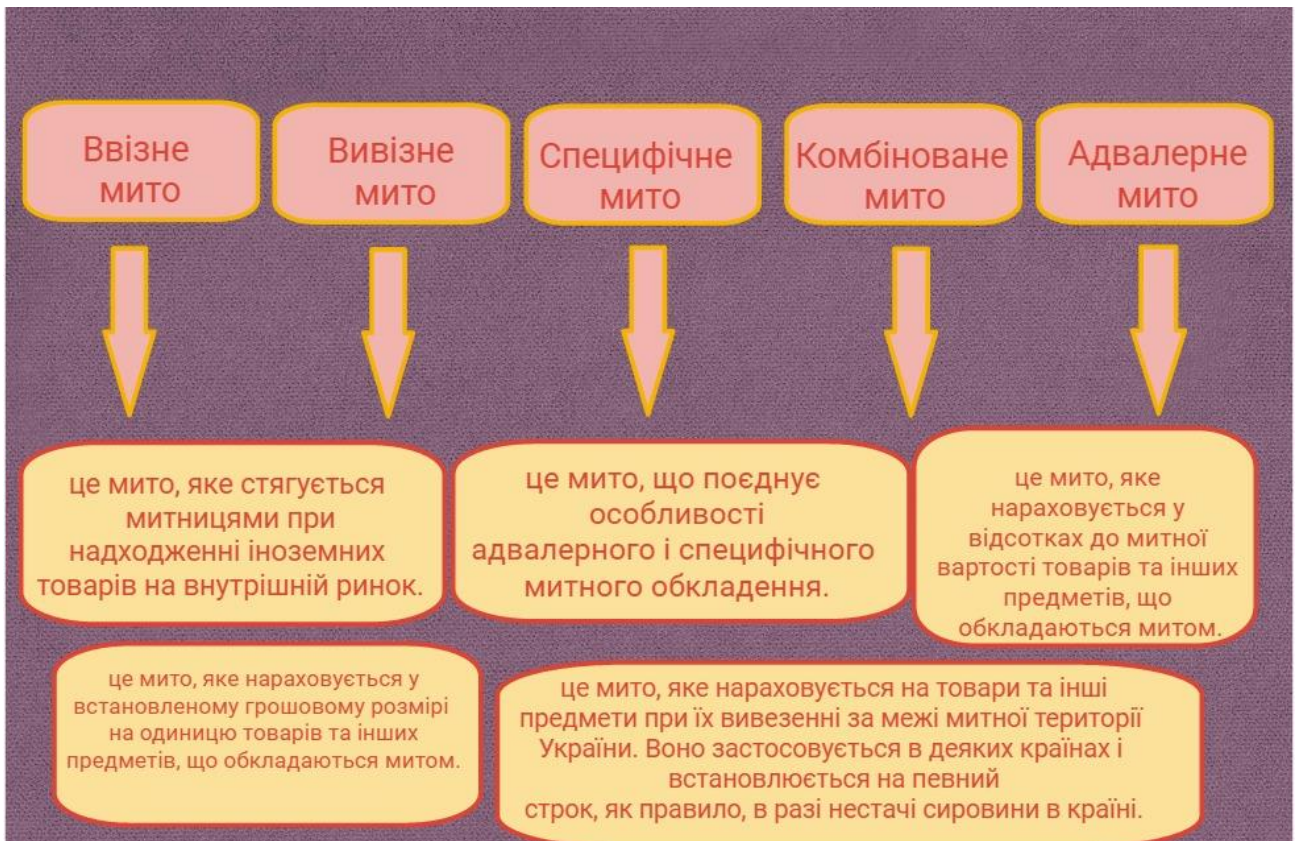 Ввізне
мито
Вивізне
мито
Специфічне
мито
Комбіноване
мито
Адвалерне
мито
це мито, яке стягується
митницями при
надходженні іноземних
товарів на внутрішній ринок.
це мито, що поєднує
особливості
адвалерного і специфічного
митного обкладення.
це мито, яке
нараховується у
відсотках до митної
вартості товарів та інших
предметів, що
обкладаються митом.
це мито, яке нараховується у
встановленому грошовому розмірі
на одиницю товарів та інших
предметів, що обкладаються митом.
це мито, яке нараховується на товари та інші
предмети при їх вивезенні за межі митної території
України. Воно застосовується в деяких країнах і
встановлюється на певний
строк, як правило, в разі нестачі сировини в країні.